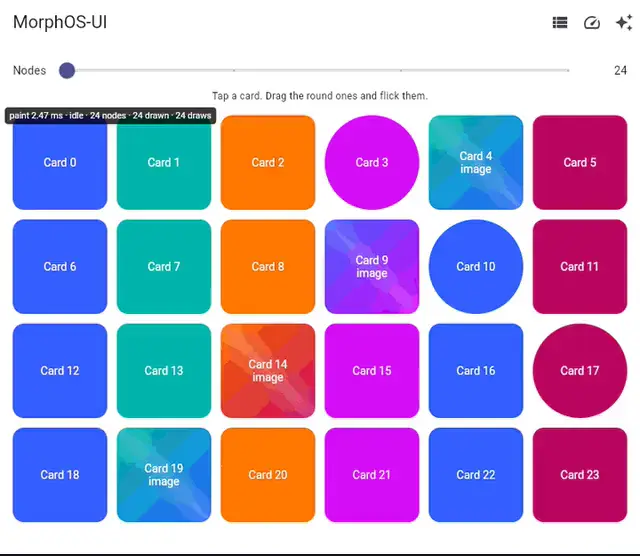 MorphOS-UI
Nodes
24
Tap a card. Drag the round ones and flick them.
paint 2.47 ms · idle · 24 nodes · 24 drawn · 24 draws
Card 0
Card 1
Card 2
Card 3
Card 4
image
Card 5
Card 6
Card 7
Card 8
Card 9
image
Card 10
Card 11
Card 12
Card 13
Card 14
image
Card 15
Card 16
Card 17
Card 18
Card 19
image
Card 20
Card 21
Card 22
Card 23